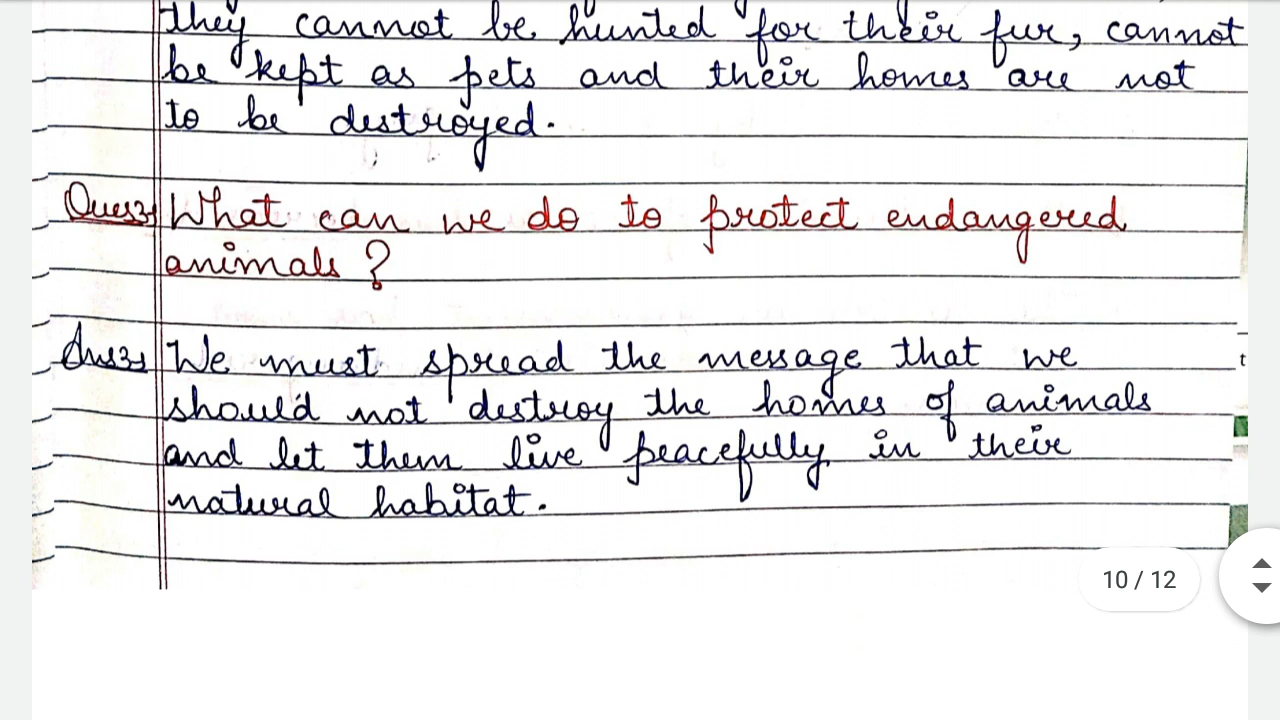 they cannot be hunted for their fur, cannot
be kept as pets and their homes are not
to be destroyed.
Ques3 What can we do to protect endangered
animals ?
Ans3 We must spread the message that we
should not destroy the homes of animals
and let them live peacefully in their
natural habitat.
10 / 12